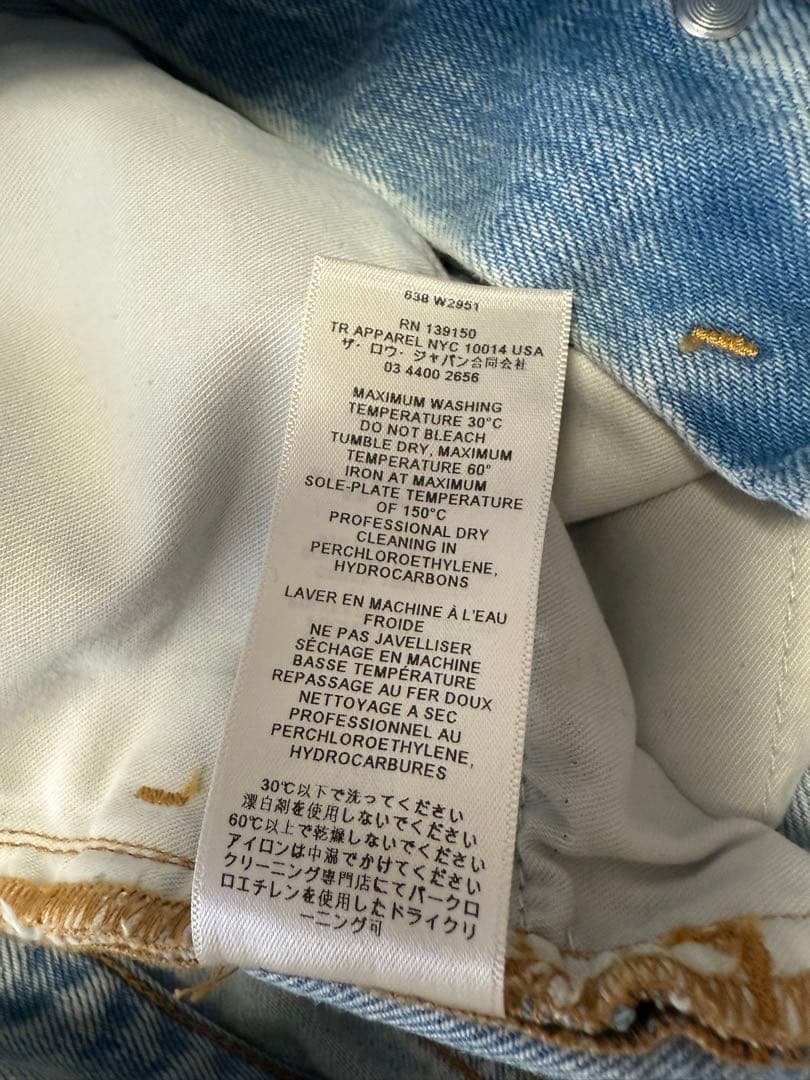 638 W2951
RN 139150
TR APPAREL NYC 10014 USA
ザ・ロウ・ジャパン合同会社
03 4400 2656
MAXIMUM WASHING
TEMPERATURE 30°C
DO NOT BLEACH
TUMBLE DRY, MAXIMUM
TEMPERATURE 60°
IRON AT MAXIMUM
SOLE-PLATE TEMPERATURE
OF 150°C
PROFESSIONAL DRY
CLEANING IN
PERCHLOROETHYLENE,
HYDROCARBONS
LAVER EN MACHINE À L'EAU
FROIDE
NE PAS JAVELLISER
SÉCHAGE EN MACHINE
BASSE TEMPÉRATURE
REPASSAGE AU FER DOUX
NETTOYAGE A SEC
PROFESSIONNEL AU
PERCHLOROETHYLENE,
HYDROCARBURES
30℃以下で洗ってください
漂白剤を使用しないでください
60℃以上で乾燥しないでください
アイロンは中温でかけてください
クリーニング専門店にてパークロ
ロエチレンを使用したドライクリ
ーニング可